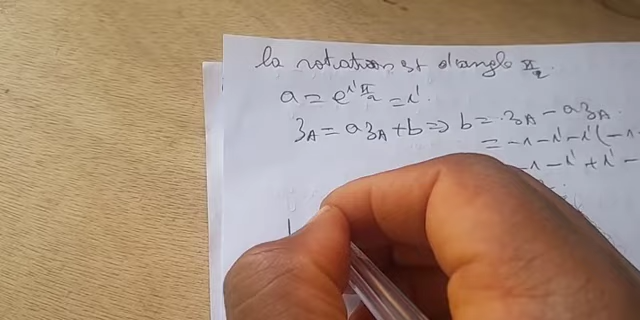 la rotation est d'angle π/2.
a = e^{iπ/2} = i.
z_A = a z_A + b ⇒ b = z_A - a z_A.
= -1 - i - i(-1
-1 - i + i -